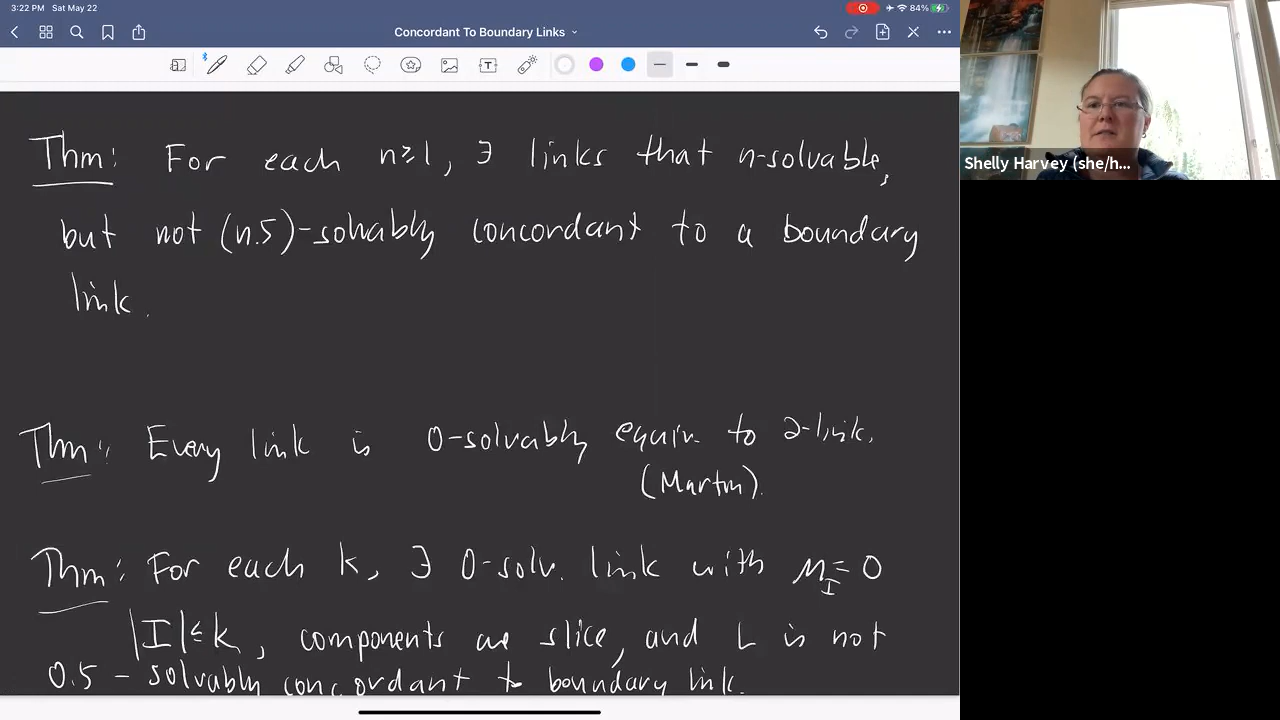 3:22 PM Sat May 22
84%
Concordant To Boundary Links
T
Thm: For each n≥1, ∃ links that n-solvable,
but not (n.5)-solvably concordant to a boundary
link.
Thm: Every link is 0-solvably equiv. to ∂-link.
(Martin).
Thm: For each k, ∃ 0-solv. link with μ_I = 0
|I| ≤ k, components are slice, and L is not
0.5 - solvably concordant to boundary link.
Shelly Harvey (she/h...